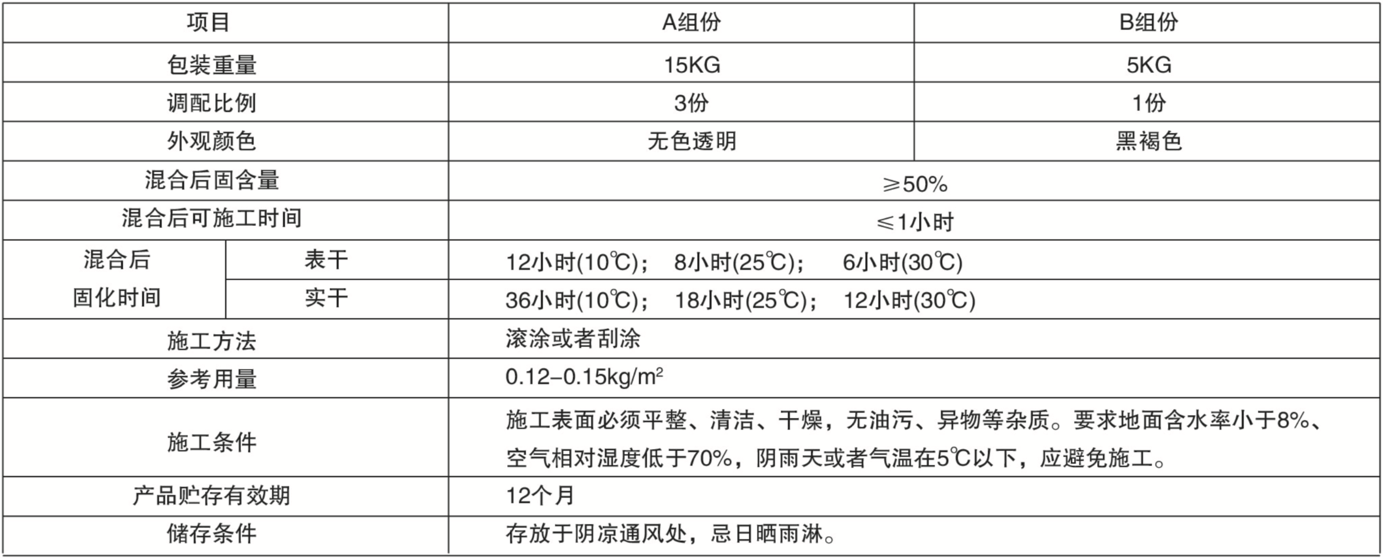 项目 A组份 B组份
包装重量 15KG 5KG
调配比例 3份 1份
外观颜色 无色透明 黑褐色
混合后固含量 ≥50%
混合后可施工时间 ≤1小时
混合后 表干 12小时(10℃)； 8小时(25℃)； 6小时(30℃)
固化时间 实干 36小时(10℃)； 18小时(25℃)； 12小时(30℃)
施工方法 滚涂或者刮涂
参考用量 0.12–0.15kg/m²
施工条件 施工表面必须平整、清洁、干燥，无油污、异物等杂质。要求地面含水率小于8%、
空气相对湿度低于70%，阴雨天或者气温在5℃以下，应避免施工。
产品贮存有效期 12个月
储存条件 存放于阴凉通风处，忌日晒雨淋。